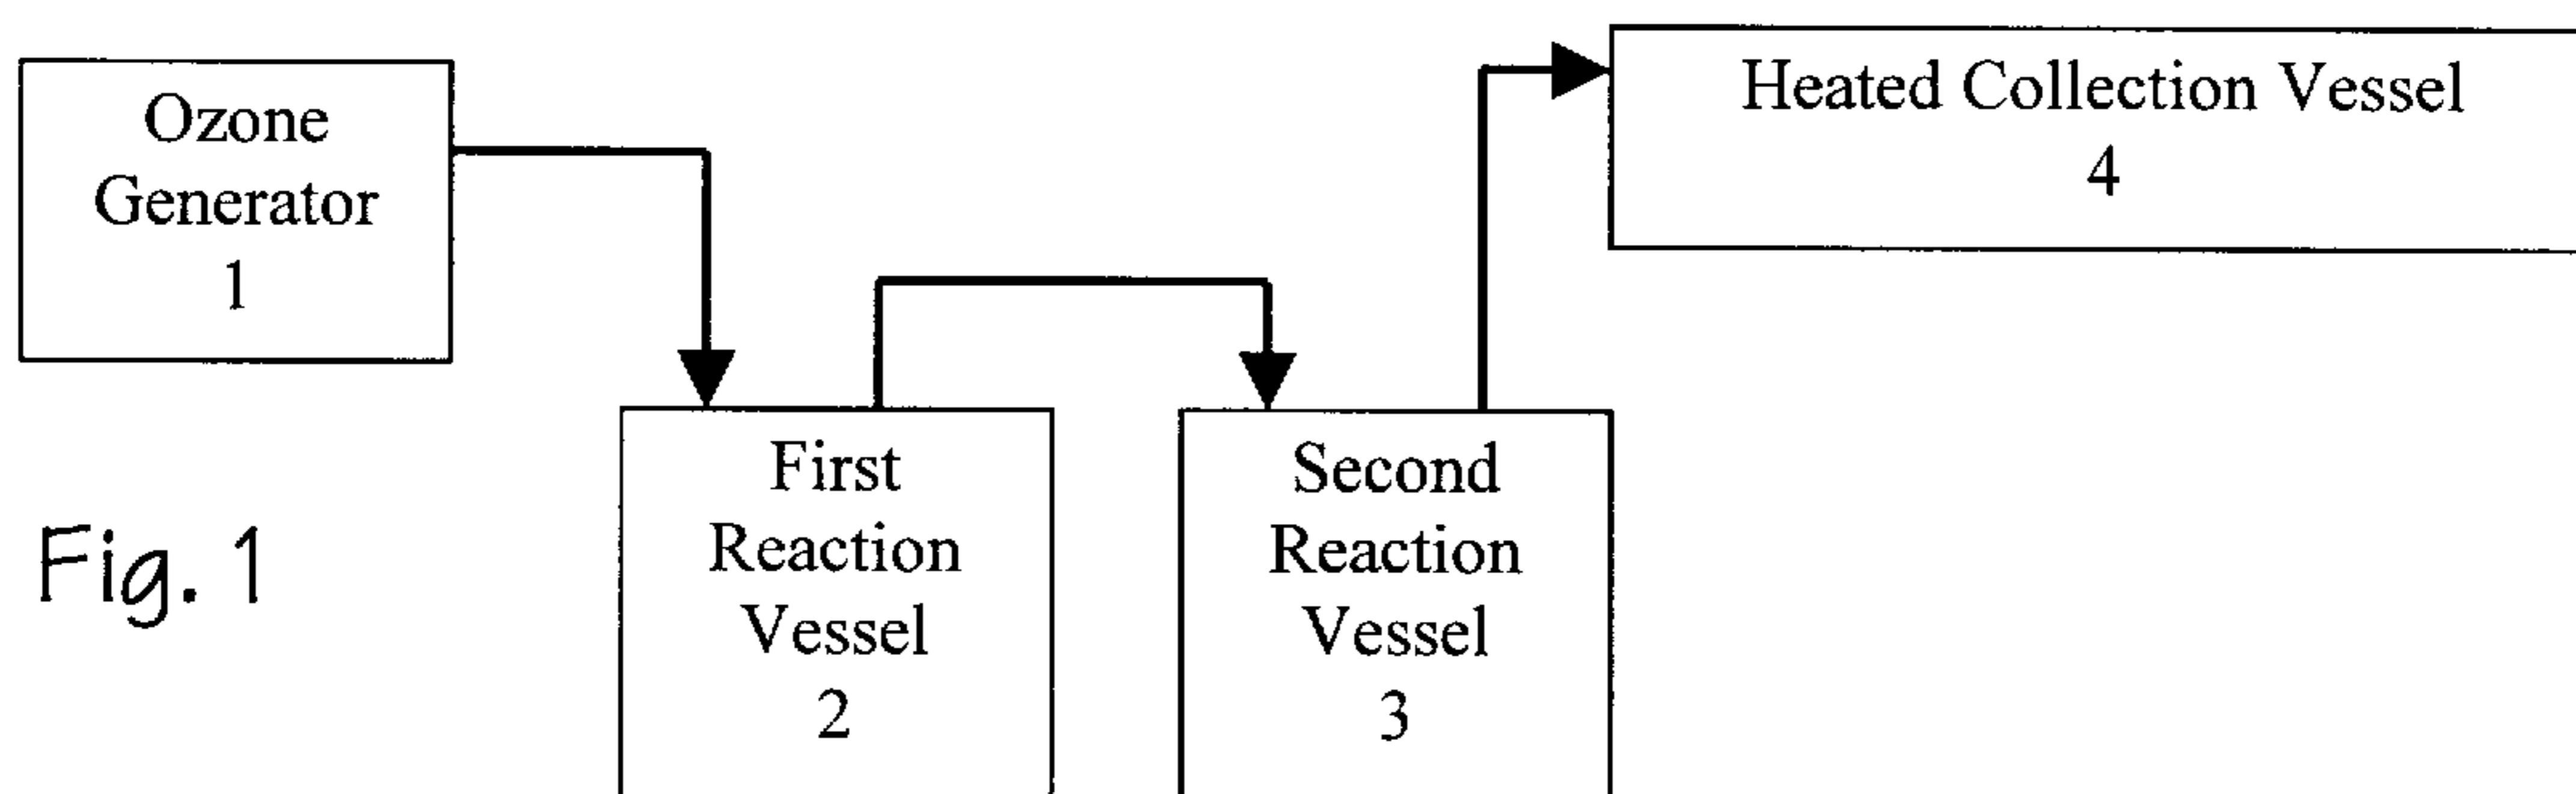 Ozone
Generator
1
Heated Collection Vessel
4
First
Reaction
Vessel
2
Second
Reaction
Vessel
3
Fig. 1